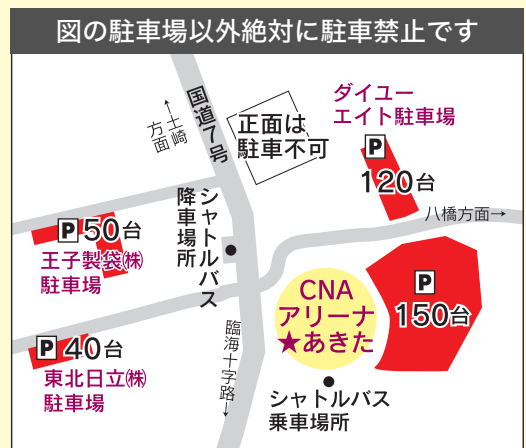 図の駐車場以外絶対に駐車禁止です
←土崎
方面
国道7号
正面は
駐車不可
ダイユー
エイト駐車場
P
120台
八橋方面→
シャトルバス
降車場所
P 50台
王子製袋㈱
駐車場
P
150台
CNA
アリーナ
★あきた
P 40台
東北日立㈱
駐車場
臨海十字路→
シャトルバス
乗車場所